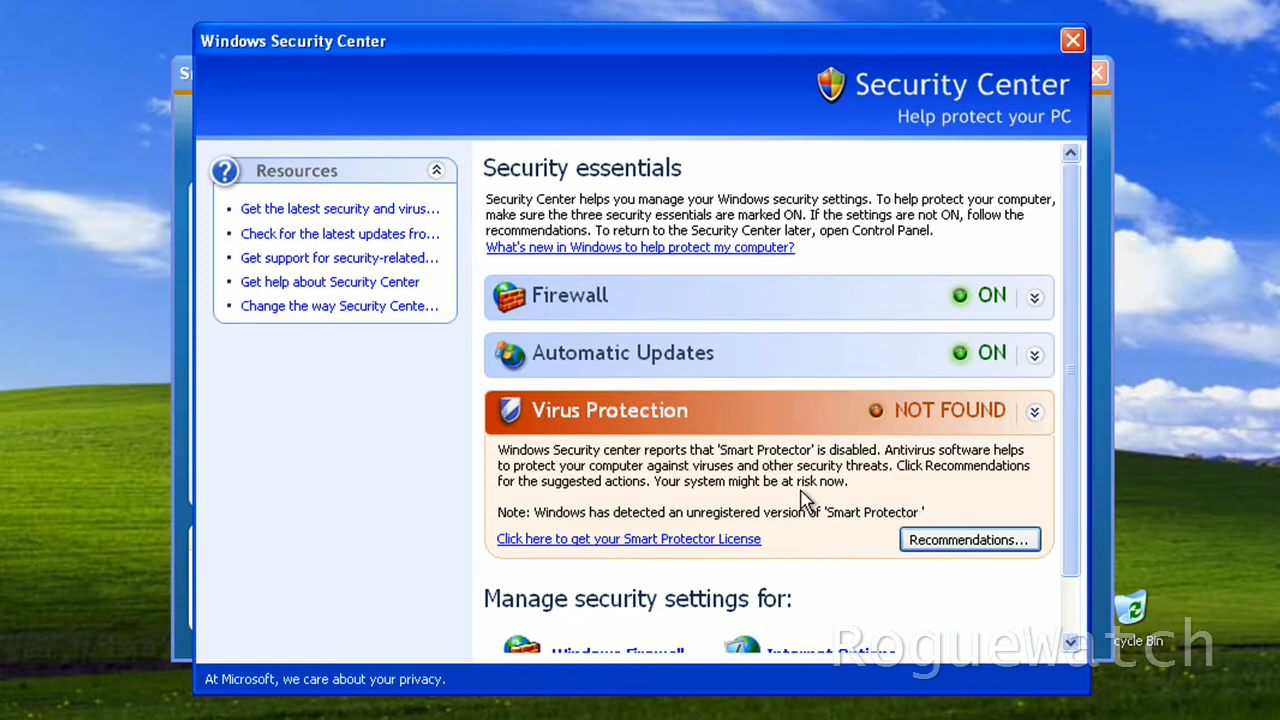 Windows Security Center
Security Center
Help protect your PC
Resources
Get the latest security and virus...
Check for the latest updates fro...
Get support for security-related...
Get help about Security Center
Change the way Security Cente...
Security essentials
Security Center helps you manage your Windows security settings. To help protect your computer,
make sure the three security essentials are marked ON. If the settings are not ON, follow the
recommendations. To return to the Security Center later, open Control Panel.
What's new in Windows to help protect my computer?
Firewall ON
Automatic Updates ON
Virus Protection NOT FOUND
Windows Security center reports that 'Smart Protector' is disabled. Antivirus software helps
to protect your computer against viruses and other security threats. Click Recommendations
for the suggested actions. Your system might be at risk now.
Note: Windows has detected an unregistered version of 'Smart Protector '
Click here to get your Smart Protector License
Recommendations...
Manage security settings for:
Windows Firewall Internet Options
RogueWatch
cycle Bin
At Microsoft, we care about your privacy.